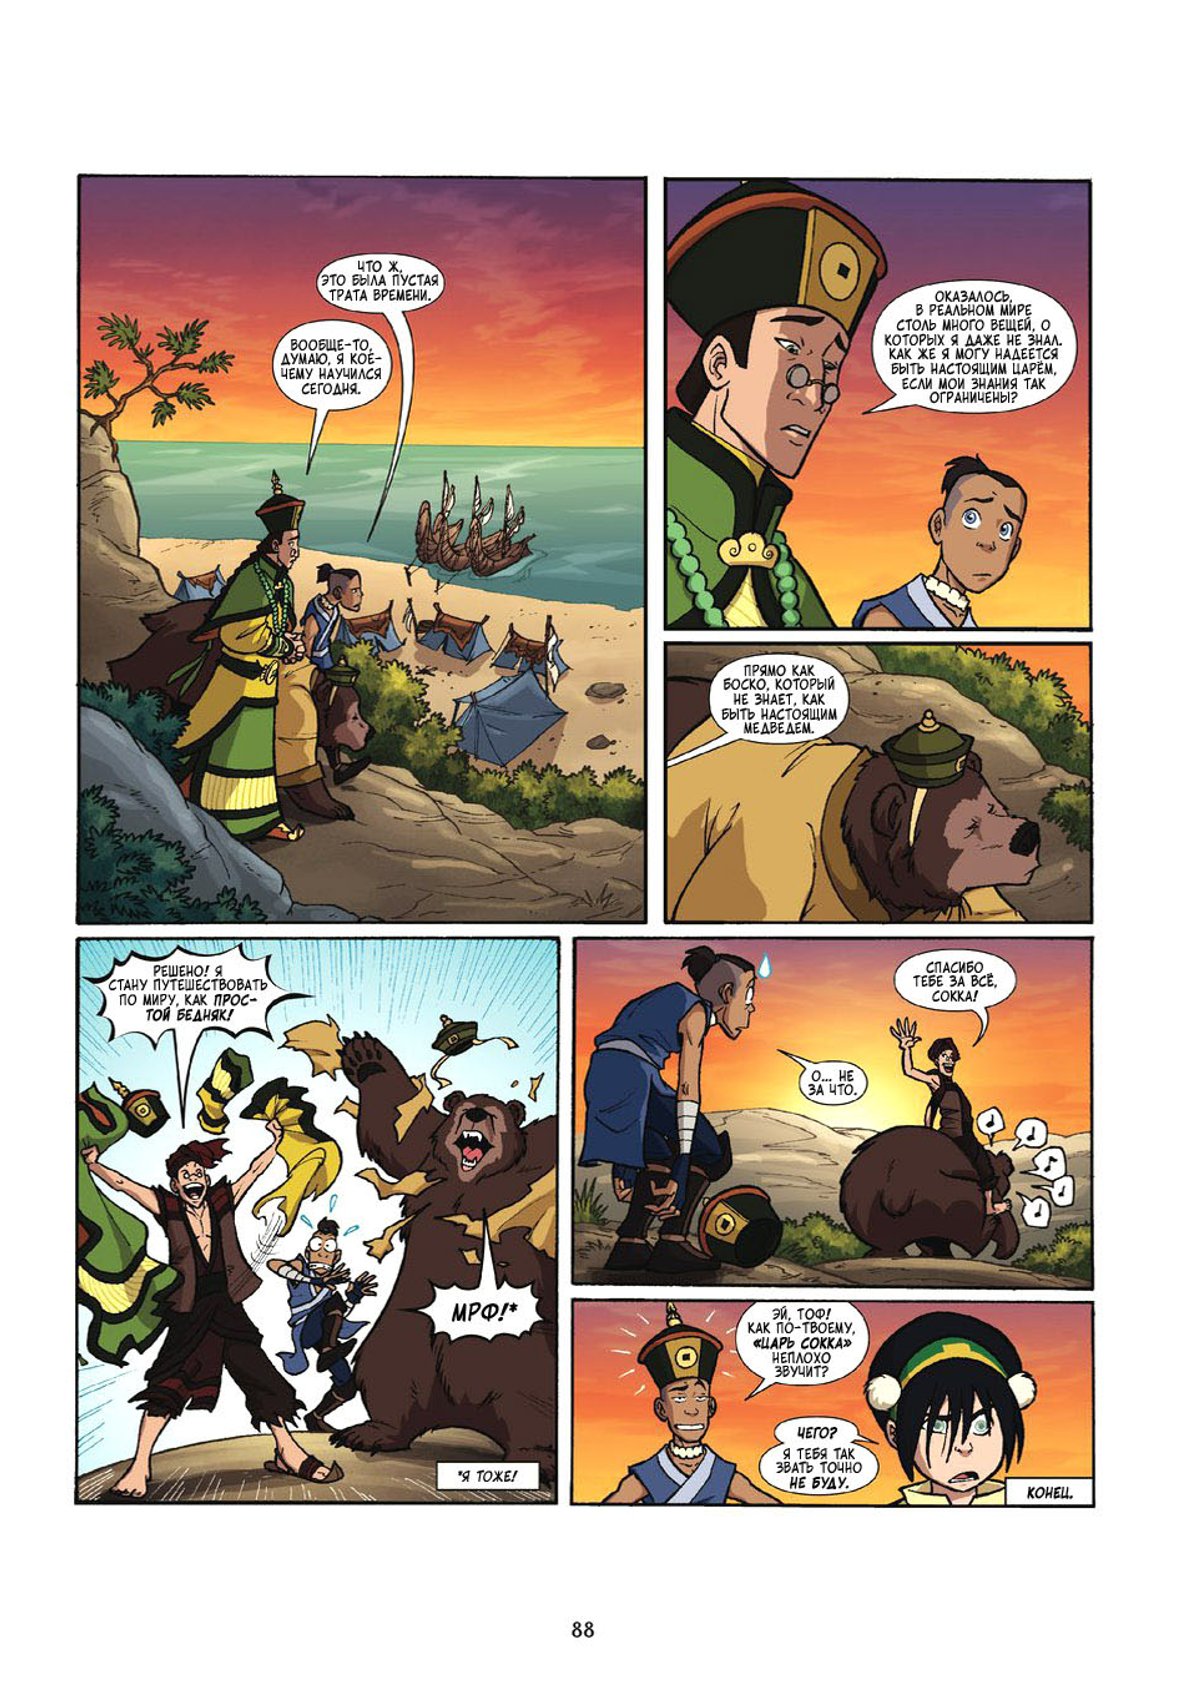 ЧТО Ж,
ЭТО БЫЛА ПУСТАЯ
ТРАТА ВРЕМЕНИ.
ВООБЩЕ-ТО,
ДУМАЮ, Я КОЕ-
ЧЕМУ НАУЧИЛСЯ
СЕГОДНЯ.
ОКАЗАЛОСЬ,
В РЕАЛЬНОМ МИРЕ
СТОЛЬ МНОГО ВЕЩЕЙ, О
КОТОРЫХ Я ДАЖЕ НЕ ЗНАЛ.
КАК ЖЕ Я МОГУ НАДЕЕТСЯ
БЫТЬ НАСТОЯЩИМ ЦАРЁМ,
ЕСЛИ МОИ ЗНАНИЯ ТАК
ОГРАНИЧЕНЫ?
ПРЯМО КАК
БОСКО, КОТОРЫЙ
НЕ ЗНАЕТ, КАК
БЫТЬ НАСТОЯЩИМ
МЕДВЕДЕМ.
РЕШЕНО! Я
СТАНУ ПУТЕШЕСТВОВАТЬ
ПО МИРУ, КАК ПРОС-
ТОЙ БЕДНЯК!
МРФ!*
*Я ТОЖЕ!
СПАСИБО
ТЕБЕ ЗА ВСЁ,
СОККА!
О... НЕ
ЗА ЧТО.
ЭЙ, ТОФ!
КАК ПО-ТВОЕМУ,
«ЦАРЬ СОККА»
НЕПЛОХО
ЗВУЧИТ?
ЧЕГО?
Я ТЕБЯ ТАК
ЗВАТЬ ТОЧНО
НЕ БУДУ.
КОНЕЦ.
88